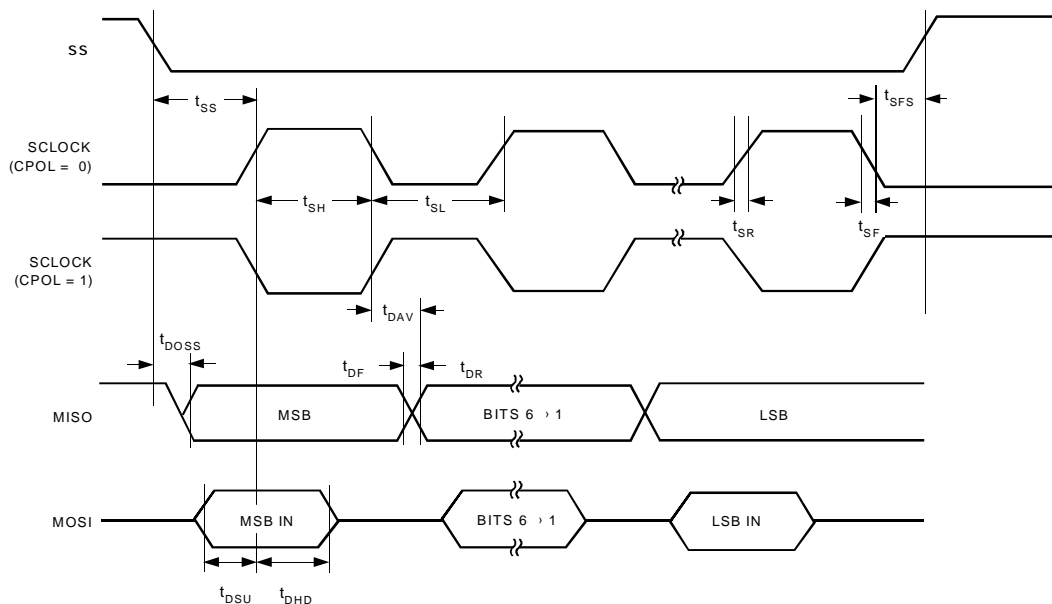 SS
tSS
tSFS
SCLOCK
(CPOL = 0)
tSH
tSL
tSR
tSF
SCLOCK
(CPOL = 1)
tDAV
tDOSS
tDF
tDR
MISO
MSB
BITS 6 › 1
LSB
MOSI
MSB IN
BITS 6 › 1
LSB IN
tDSU
tDHD